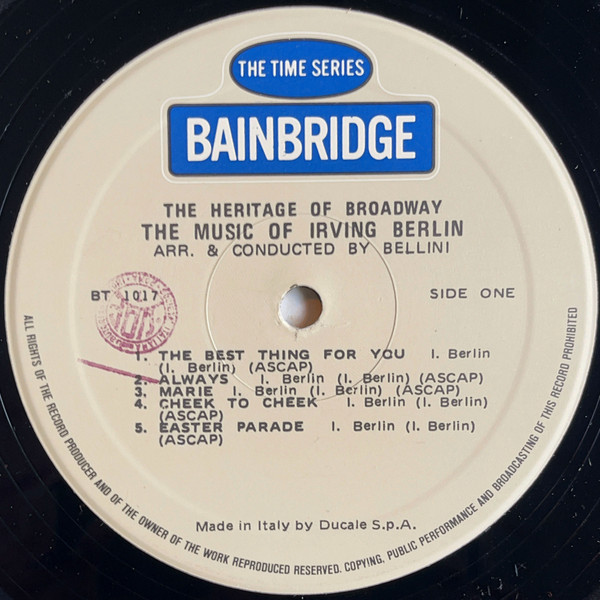 THE TIME SERIES
BAINBRIDGE
THE HERITAGE OF BROADWAY
THE MUSIC OF IRVING BERLIN
ARR. & CONDUCTED BY BELLINI
BT 1017
SIDE ONE
1. THE BEST THING FOR YOU I. Berlin
(I. Berlin) (ASCAP)
2. ALWAYS I. Berlin (I. Berlin) (ASCAP)
3. MARIE I. Berlin (I. Berlin) (ASCAP)
4. CHEEK TO CHEEK I. Berlin (I. Berlin)
(ASCAP)
5. EASTER PARADE I. Berlin (I. Berlin)
(ASCAP)
Made in Italy by Ducale S.p.A.
ALL RIGHTS OF THE RECORD PRODUCER AND OF THE OWNER OF THE WORK REPRODUCED RESERVED. COPYING, PUBLIC PERFORMANCE AND BROADCASTING OF THIS RECORD PROHIBITED